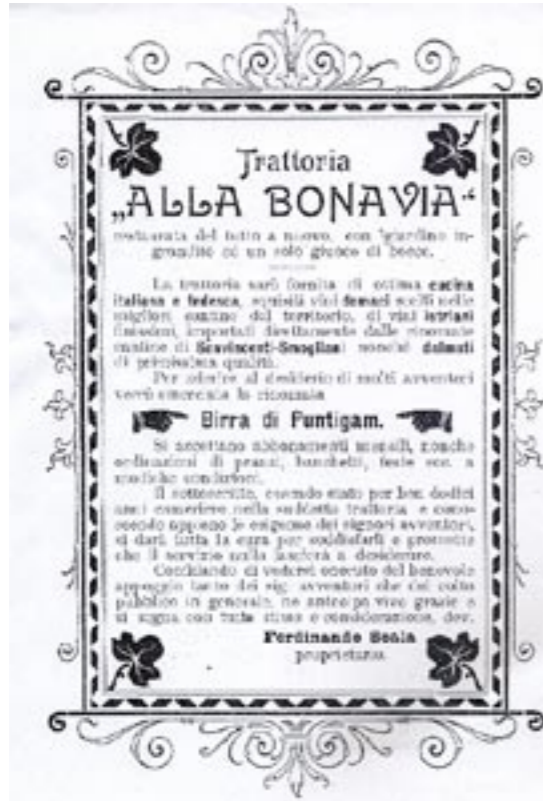 Trattoria
„ALLA BONAVIA“
restaurata del tutto a nuovo, con giardino in-
grandito ed un solo giuoco di bocce.
La trattoria sarà fornita di ottima cucina
italiana e tedesca, squisiti vini nelle
migliori cantine del territorio, di vini istriani
finissimi, importati direttamente dalle rinomate
cantine di nonchè dalmati
di qualità.
Per aderire al desiderio di molti avventori
verrà smerciata la rinomata
Birra di Puntigam.
Si accettano abbonamenti mensili, nonchè
ordinazioni di pranzi, banchetti, feste ecc. a
modiche condizioni.
Il sottoscritto, essendo stato per ben dodici
anni cameriere nella suddetta trattoria e cono-
scendo appieno le esigenze dei signori avventori,
si darà tutta la cura per soddisfarli e promette
che il servizio nulla lascierà a desiderare.
Confidando di vedersi onorato del benevole
appoggio tanto dei sig. avventori che del colto
pubblico in generale, ne anticipa vive grazie e
si segna con tutta stima e considerazione, dev.
Ferdinando Scala
proprietario